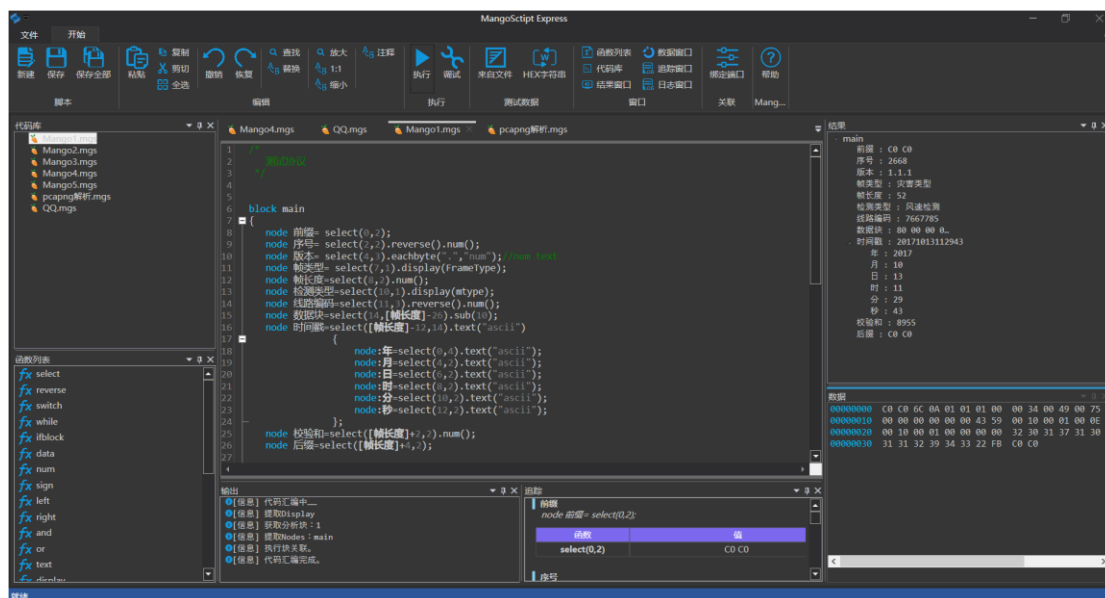 MangoSctipt Express
文件 开始
新建 保存 保存全部 粘贴 复制 剪切 全选 撤销 恢复 查找 替换 放大 1:1 缩小 注释 执行 调试 来自文件 HEX字符串 函数列表 代码库 结果窗口 数据窗口 追踪窗口 日志窗口 绑定端口 帮助
脚本 编辑 执行 测试数据 窗口 关联 Mang...
代码库
Mango1.mgs
Mango2.mgs
Mango3.mgs
Mango4.mgs
Mango5.mgs
pcapng解析.mgs
QQ.mgs
函数列表
select
reverse
switch
while
ifblock
data
num
sign
left
right
and
or
text
display
Mango4.mgs QQ.mgs Mango1.mgs pcapng解析.mgs
1 /*
2 测试协议
3 */
4
5
6 block main
7 {
8 node 前缀= select(0,2);
9 node 序号= select(2,2).reverse().num();
10 node 版本= select(4,3).eachbyte(".","num");//num text
11 node 帧类型= select(7,1).display(FrameType);
12 node 帧长度=select(8,2).num();
13 node 检测类型=select(10,1).display(mtype);
14 node 线路编码=select(11,3).reverse().num();
15 node 数据块=select(14,[帧长度]-26).sub(10);
16 node 时间戳=select([帧长度]-12,14).text("ascii")
17 {
18 node:年=select(0,4).text("ascii");
19 node:月=select(4,2).text("ascii");
20 node:日=select(6,2).text("ascii");
21 node:时=select(8,2).text("ascii");
22 node:分=select(10,2).text("ascii");
23 node:秒=select(12,2).text("ascii");
24 };
25 node 校验和=select([帧长度]+2,2).num();
26 node 后缀=select([帧长度]+4,2);
27
输出
[信息] 代码汇编中……
[信息] 提取Display
[信息] 获取分析块：1
[信息] 提取Nodes：main
[信息] 执行块关联。
[信息] 代码汇编完成。
追踪
前缀
node 前缀= select(0,2);
函数 值
select(0,2) C0 C0
序号
结果
main
前缀 : C0 C0
序号 : 2668
版本 : 1.1.1
帧类型 : 灾害类型
帧长度 : 52
检测类型 : 风速检测
线路编码 : 7667785
数据块 : 80 00 00 0…
时间戳 : 20171013112943
年 : 2017
月 : 10
日 : 13
时 : 11
分 : 29
秒 : 43
校验和 : 8955
后缀 : C0 C0
数据
00000000 C0 C0 6C 0A 01 01 01 00 00 34 00 49 00 75
00000010 00 00 00 00 00 00 43 59 00 10 00 01 00 0E
00000020 00 10 00 01 00 00 00 00 32 30 31 37 31 30
00000030 31 31 32 39 34 33 22 FB C0 C0
就绪